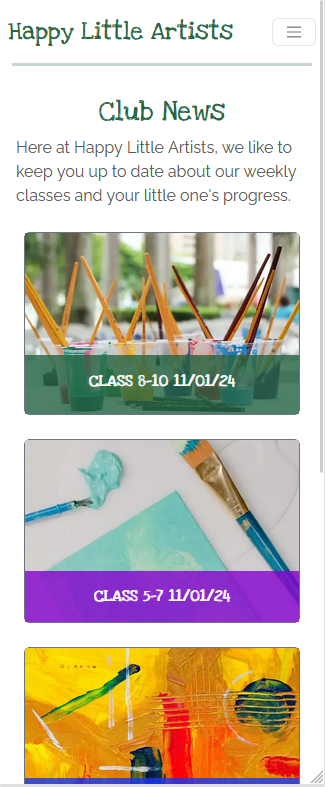 Happy Little Artists
Club News
Here at Happy Little Artists, we like to
keep you up to date about our weekly
classes and your little one's progress.
CLASS 8-10 11/01/24
CLASS 5-7 11/01/24